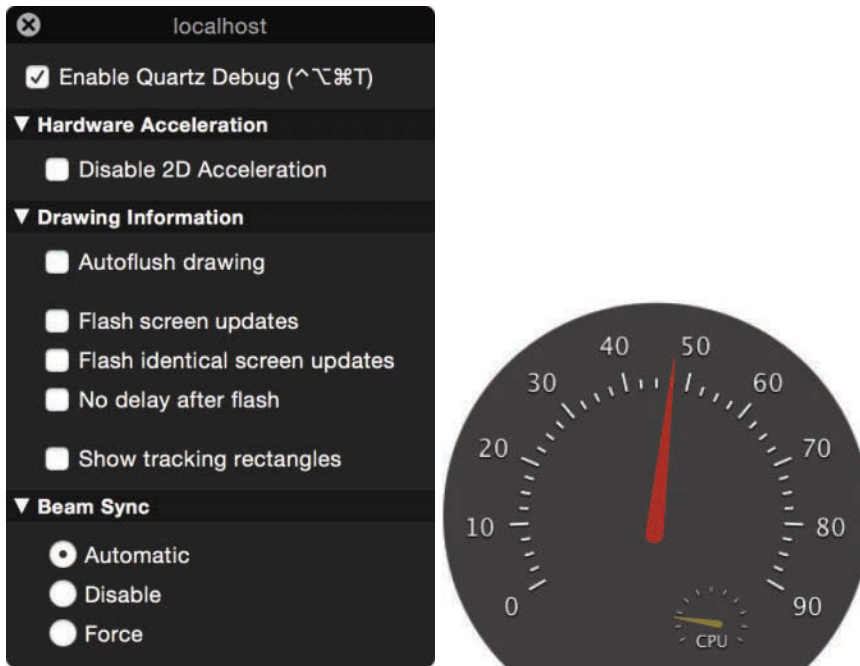 localhost
Enable Quartz Debug (^⌥⌘T)
▼ Hardware Acceleration
Disable 2D Acceleration
▼ Drawing Information
Autoflush drawing
Flash screen updates
Flash identical screen updates
No delay after flash
Show tracking rectangles
▼ Beam Sync
Automatic
Disable
Force
0
10
20
30
40
50
60
70
80
90
CPU